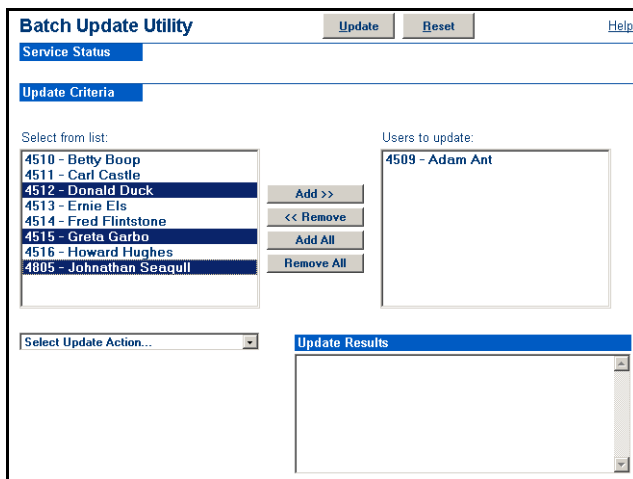 Batch Update Utility
Update
Reset
Help
Service Status
Update Criteria
Select from list:
4510 - Betty Boop
4511 - Carl Castle
4512 - Donald Duck
4513 - Ernie Els
4514 - Fred Flintstone
4515 - Greta Garbo
4516 - Howard Hughes
4805 - Johnathan Seagull
Add >>
<< Remove
Add All
Remove All
Users to update:
4509 - Adam Ant
Select Update Action...
Update Results